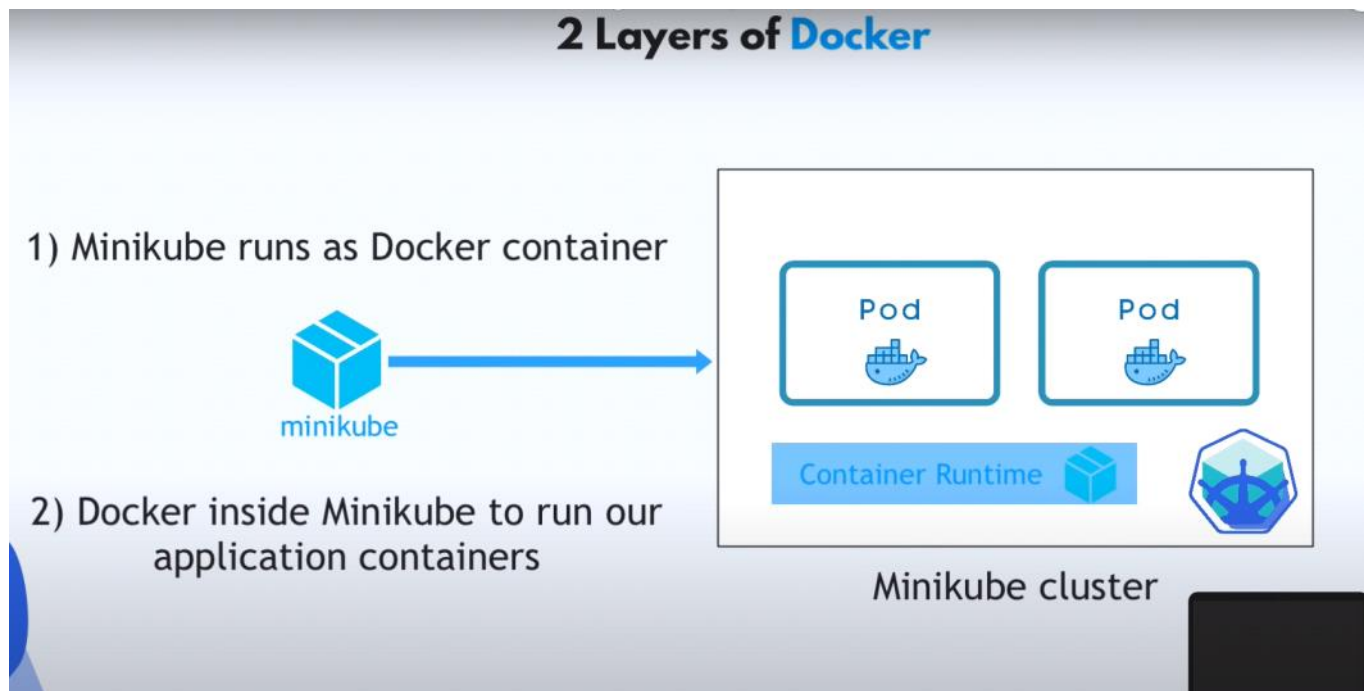 2 Layers of Docker
1) Minikube runs as Docker container
minikube
2) Docker inside Minikube to run our
application containers
Pod
Pod
Container Runtime
Minikube cluster